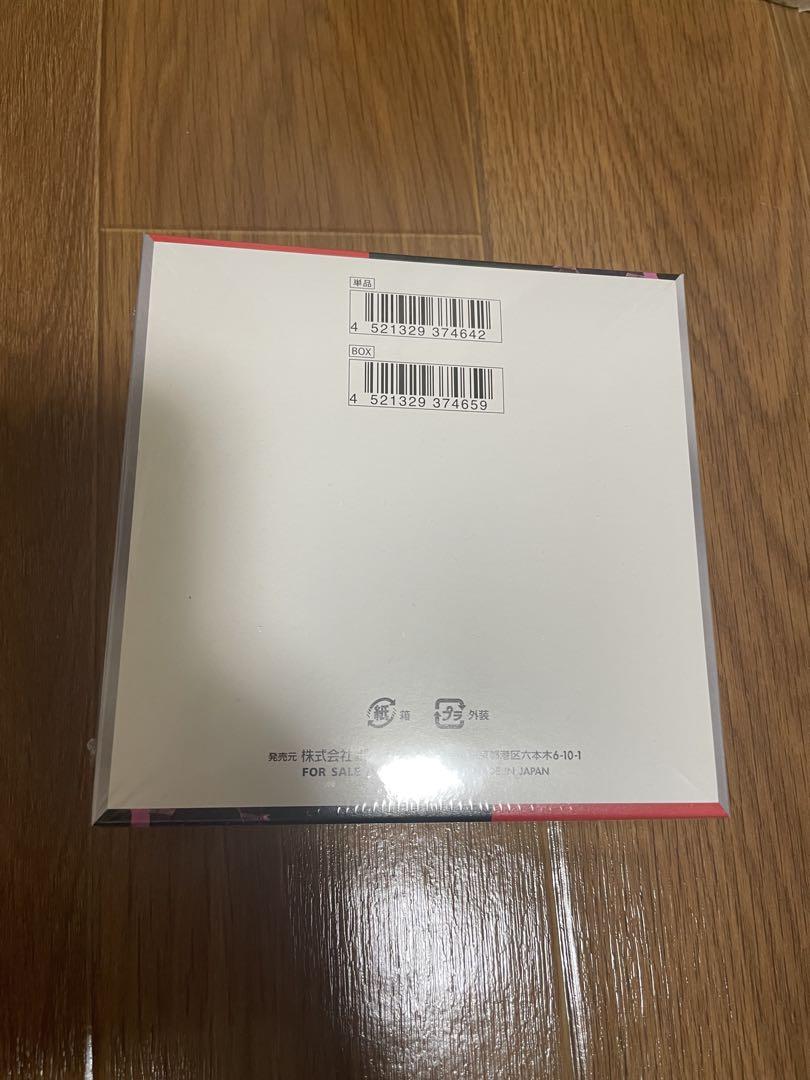 単品
4 521329 374642
BOX
4 521329 374659
紙 箱
プラ 外装
発売元 株式会社 都港区六本木6-10-1
FOR SALE IN JAPAN